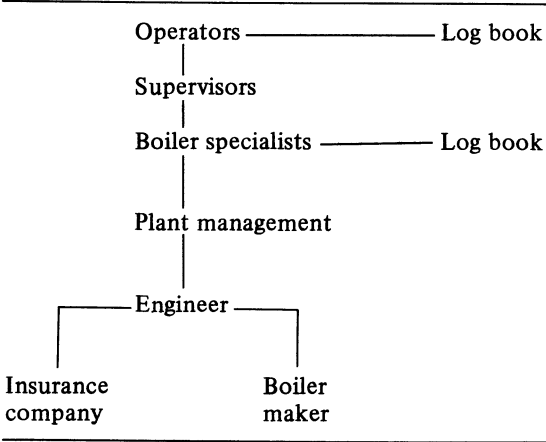 Operators Log book
Supervisors
Boiler specialists Log book
Plant management
Engineer
Insurance Boiler
company maker